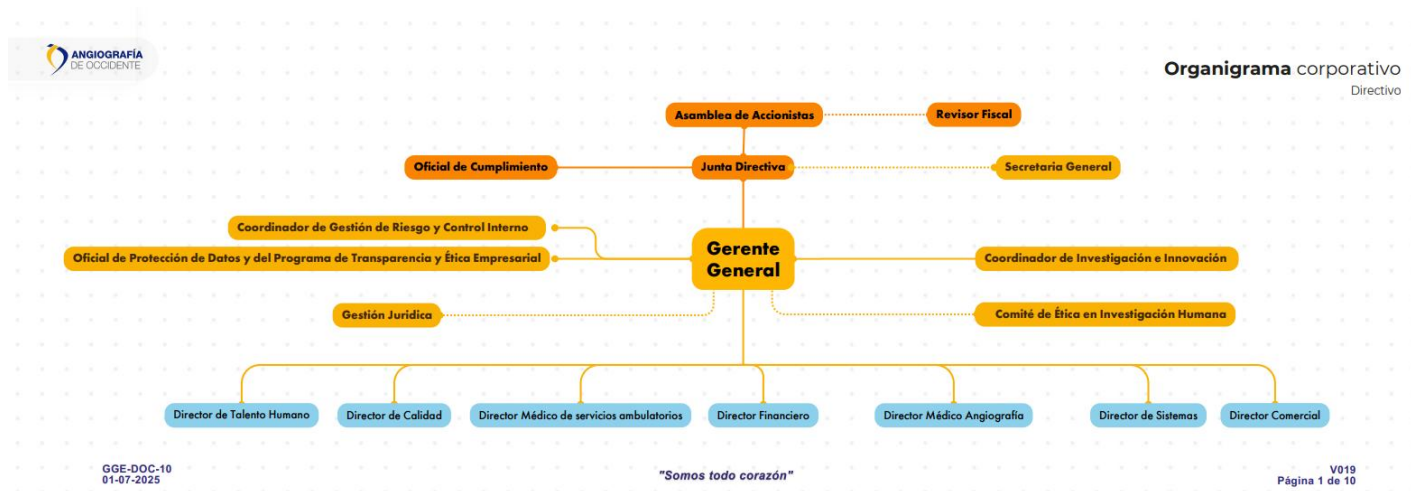 ANGIOGRAFÍA
DE OCCIDENTE
Organigrama corporativo
Directivo
Asamblea de Accionistas
Revisor Fiscal
Oficial de Cumplimiento
Junta Directiva
Secretaria General
Coordinador de Gestión de Riesgo y Control Interno
Gerente
General
Oficial de Protección de Datos y del Programa de Transparencia y Ética Empresarial
Coordinador de Investigación e Innovación
Gestión Juridica
Comité de Ética en Investigación Humana
Director de Talento Humano
Director de Calidad
Director Médico de servicios ambulatorios
Director Financiero
Director Médico Angiografía
Director de Sistemas
Director Comercial
GGE-DOC-10
01-07-2025
"Somos todo corazón"
V019
Página 1 de 10